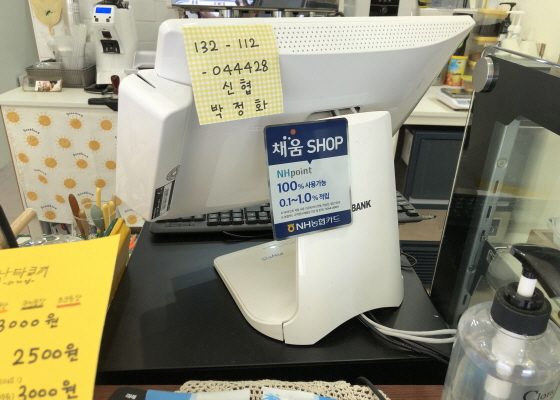 132 - 112
- 044428
신협
박정화
채움 SHOP
NHpoint
100% 사용가능
0.1~1.0% 적립
NH농협카드
BANK
3000원
2500원
3000원